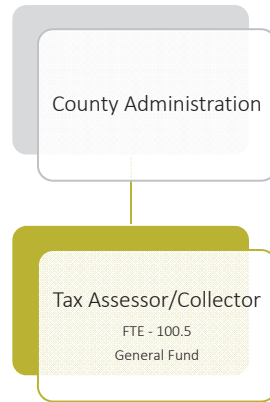 County Administration
Tax Assessor/Collector
FTE - 100.5
General Fund